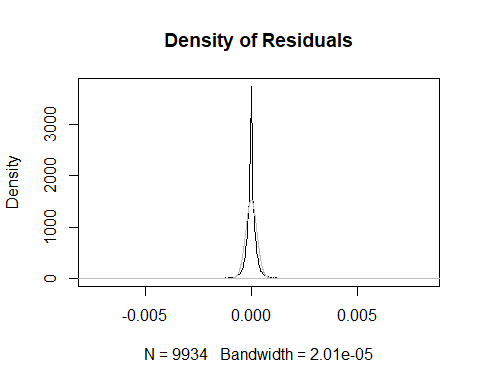 Density of Residuals
Density
3000
2000
1000
0
-0.005
0.000
0.005
N = 9934 Bandwidth = 2.01e-05